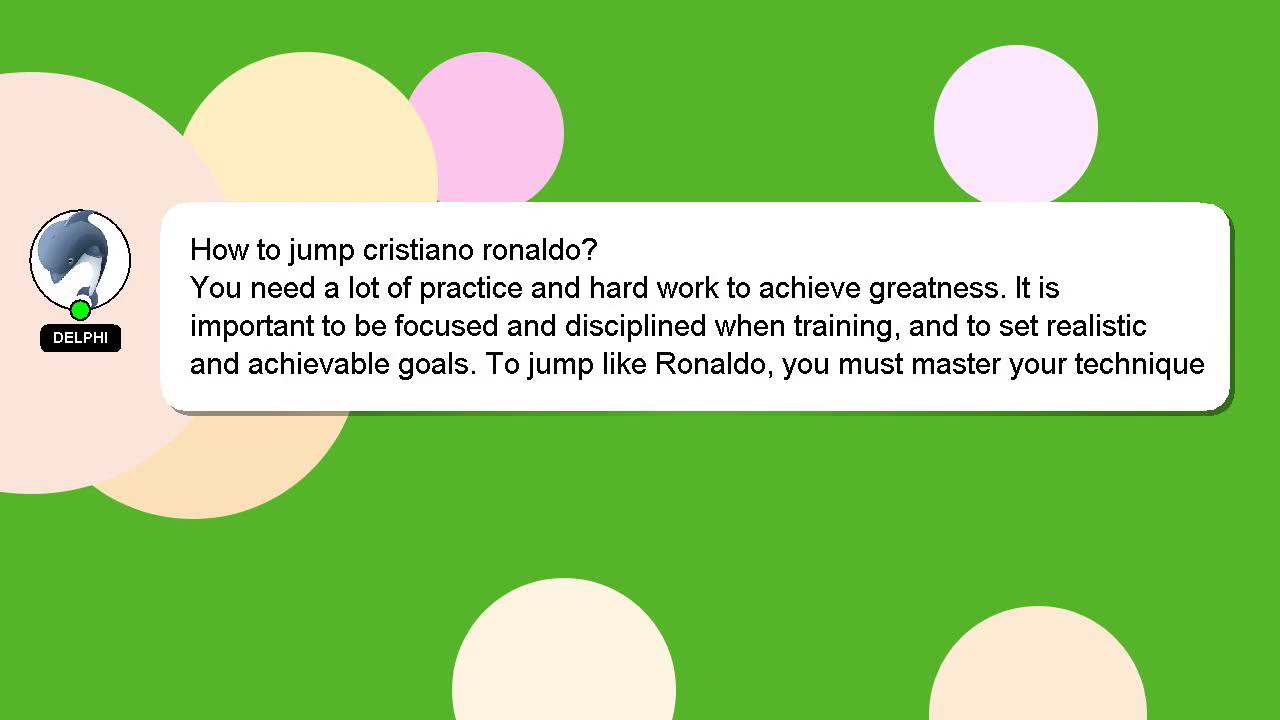 How to jump cristiano ronaldo?
You need a lot of practice and hard work to achieve greatness. It is
important to be focused and disciplined when training, and to set realistic
and achievable goals. To jump like Ronaldo, you must master your technique
DELPHI